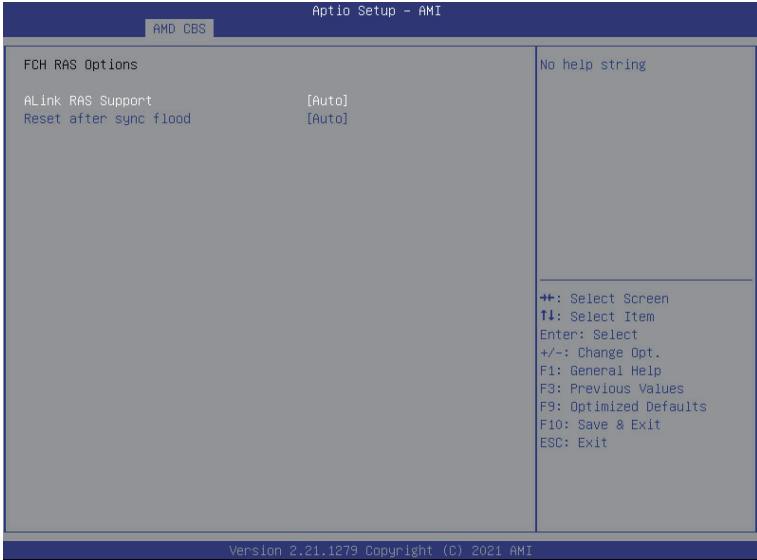 Aptio Setup – AMI
AMD CBS
FCH RAS Options
ALink RAS Support [Auto]
Reset after sync flood [Auto]
No help string
→←: Select Screen
↑↓: Select Item
Enter: Select
+/-: Change Opt.
F1: General Help
F3: Previous Values
F9: Optimized Defaults
F10: Save & Exit
ESC: Exit
Version 2.21.1279 Copyright (C) 2021 AMI